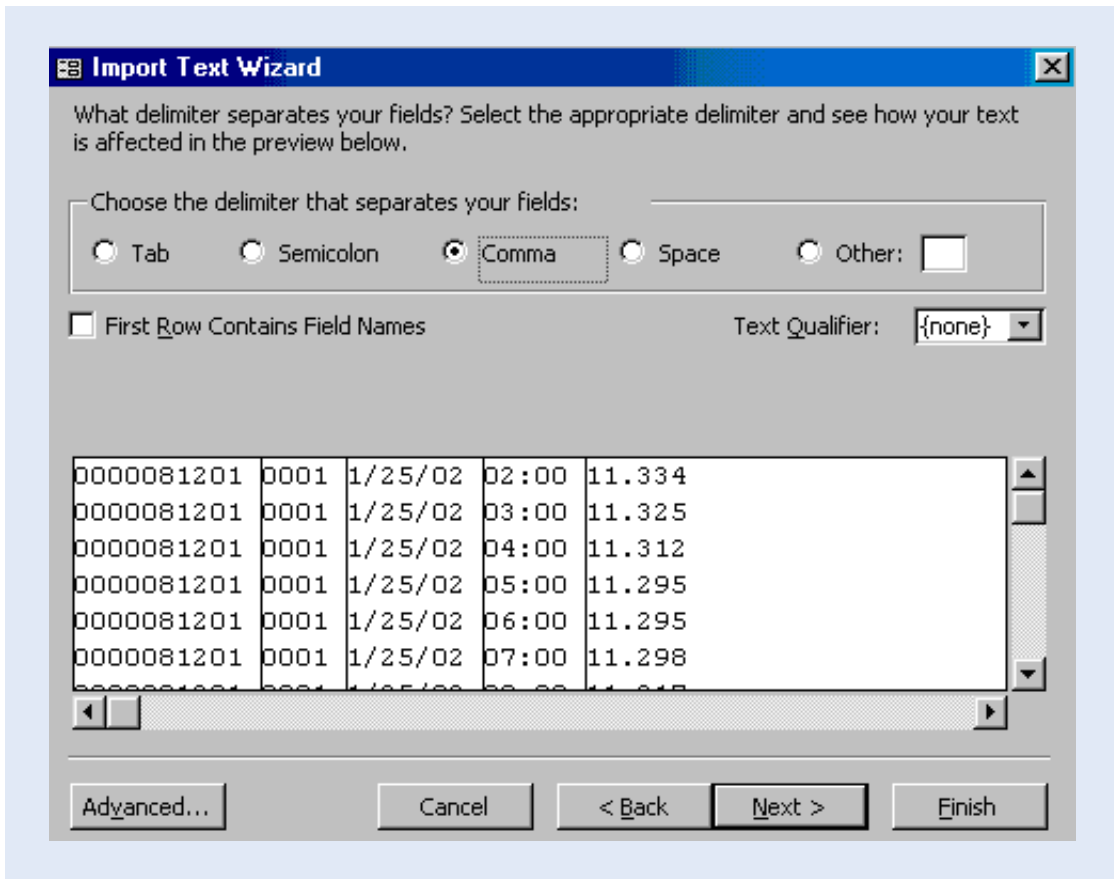 Import Text Wizard
What delimiter separates your fields? Select the appropriate delimiter and see how your text
is affected in the preview below.
Choose the delimiter that separates your fields:
Tab Semicolon Comma Space Other:
First Row Contains Field Names Text Qualifier: {none}
0000081201 0001 1/25/02 02:00 11.334
0000081201 0001 1/25/02 03:00 11.325
0000081201 0001 1/25/02 04:00 11.312
0000081201 0001 1/25/02 05:00 11.295
0000081201 0001 1/25/02 06:00 11.295
0000081201 0001 1/25/02 07:00 11.298
Advanced... Cancel < Back Next > Finish